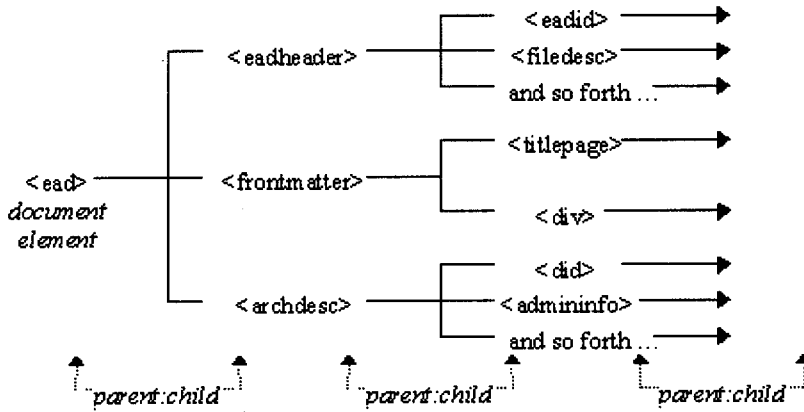 <ead>
document
element
<eadheader>
<eadid>
<filedesc>
and so forth ...
<frontmatter>
<titlepage>
<div>
<archdesc>
<did>
<admininfo>
and so forth ...
parent:child
parent:child
parent:child